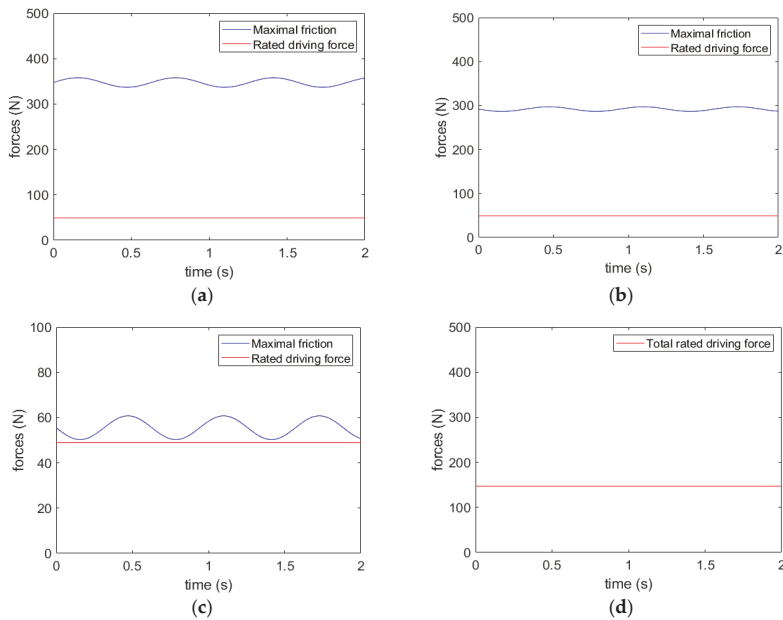 500
400
300
200
100
0
forces (N)
Maximal friction
Rated driving force
0 0.5 1 1.5 2
time (s)
(a)
500
400
300
200
100
0
forces (N)
Maximal friction
Rated driving force
0 0.5 1 1.5 2
time (s)
(b)
100
80
60
40
20
0
forces (N)
Maximal friction
Rated driving force
0 0.5 1 1.5 2
time (s)
(c)
500
400
300
200
100
0
forces (N)
Total rated driving force
0 0.5 1 1.5 2
time (s)
(d)